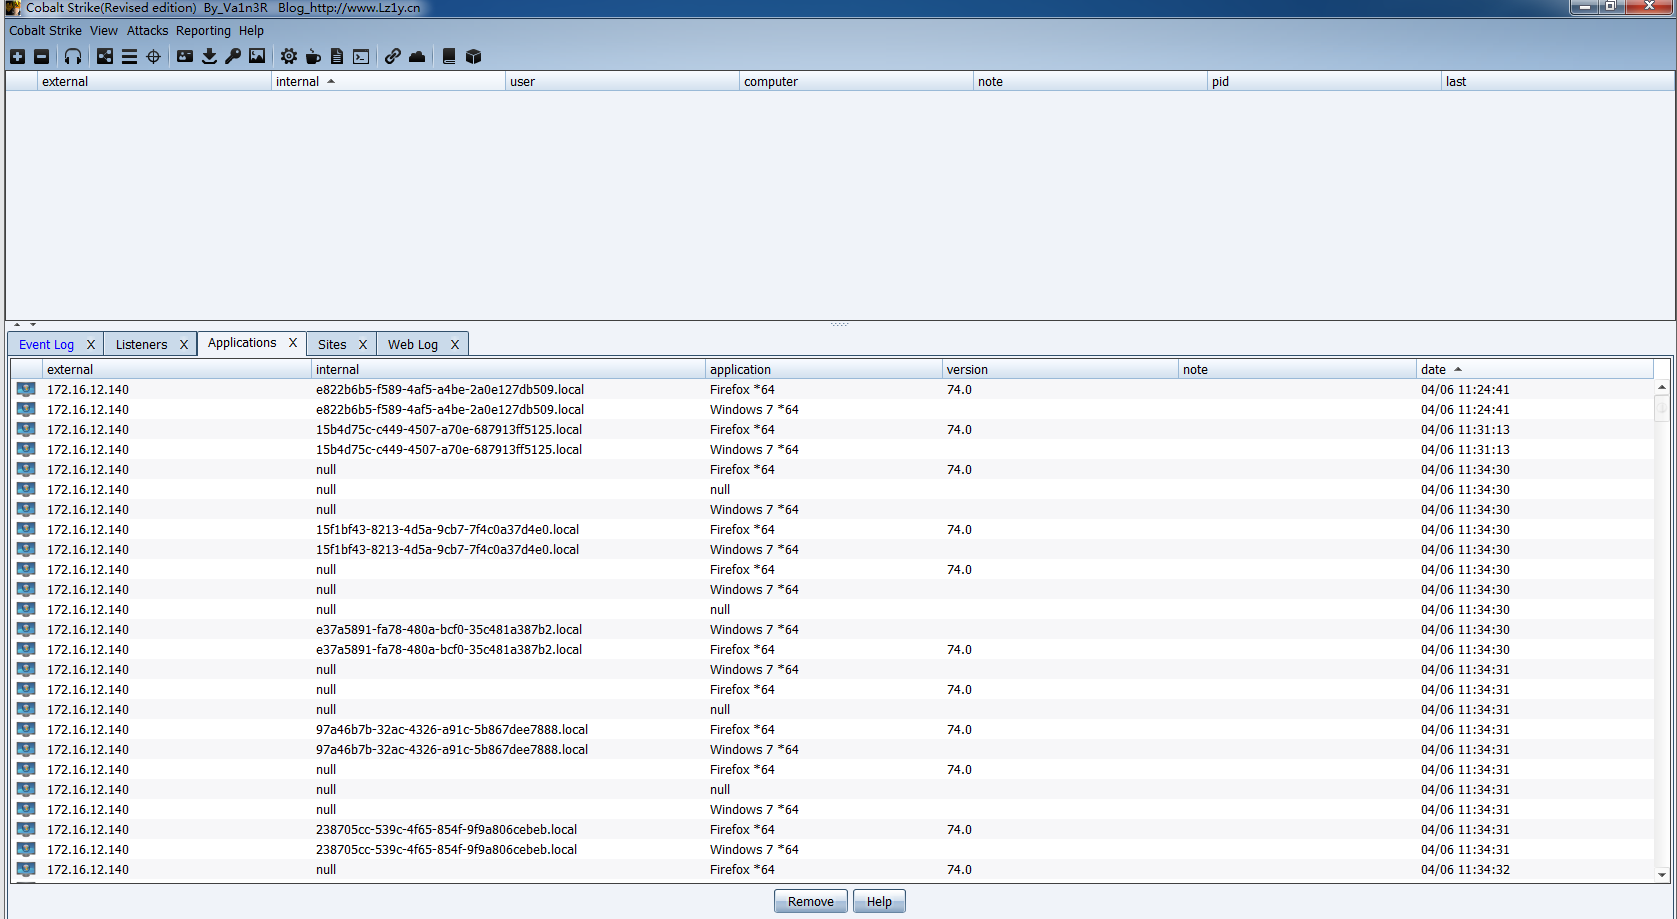 Cobalt Strike(Revised edition) By_Va1n3R Blog_http://www.Lz1y.cn
Cobalt Strike View Attacks Reporting Help
external internal user computer note pid last
Event Log X Listeners X Applications X Sites X Web Log X
external internal application version note date
172.16.12.140 e822b6b5-f589-4af5-a4be-2a0e127db509.local Firefox *64 74.0 04/06 11:24:41
172.16.12.140 e822b6b5-f589-4af5-a4be-2a0e127db509.local Windows 7 *64 04/06 11:24:41
172.16.12.140 15b4d75c-c449-4507-a70e-687913ff5125.local Firefox *64 74.0 04/06 11:31:13
172.16.12.140 15b4d75c-c449-4507-a70e-687913ff5125.local Windows 7 *64 04/06 11:31:13
172.16.12.140 null Firefox *64 74.0 04/06 11:34:30
172.16.12.140 null null 04/06 11:34:30
172.16.12.140 null Windows 7 *64 04/06 11:34:30
172.16.12.140 15f1bf43-8213-4d5a-9cb7-7f4c0a37d4e0.local Firefox *64 74.0 04/06 11:34:30
172.16.12.140 15f1bf43-8213-4d5a-9cb7-7f4c0a37d4e0.local Windows 7 *64 04/06 11:34:30
172.16.12.140 null Firefox *64 74.0 04/06 11:34:30
172.16.12.140 null Windows 7 *64 04/06 11:34:30
172.16.12.140 null null 04/06 11:34:30
172.16.12.140 e37a5891-fa78-480a-bcf0-35c481a387b2.local Windows 7 *64 04/06 11:34:30
172.16.12.140 e37a5891-fa78-480a-bcf0-35c481a387b2.local Firefox *64 74.0 04/06 11:34:30
172.16.12.140 null Windows 7 *64 04/06 11:34:31
172.16.12.140 null Firefox *64 74.0 04/06 11:34:31
172.16.12.140 null null 04/06 11:34:31
172.16.12.140 97a46b7b-32ac-4326-a91c-5b867dee7888.local Firefox *64 74.0 04/06 11:34:31
172.16.12.140 97a46b7b-32ac-4326-a91c-5b867dee7888.local Windows 7 *64 04/06 11:34:31
172.16.12.140 null Firefox *64 74.0 04/06 11:34:31
172.16.12.140 null null 04/06 11:34:31
172.16.12.140 null Windows 7 *64 04/06 11:34:31
172.16.12.140 238705cc-539c-4f65-854f-9f9a806cebeb.local Firefox *64 74.0 04/06 11:34:31
172.16.12.140 238705cc-539c-4f65-854f-9f9a806cebeb.local Windows 7 *64 04/06 11:34:31
172.16.12.140 null Firefox *64 74.0 04/06 11:34:32
Remove Help